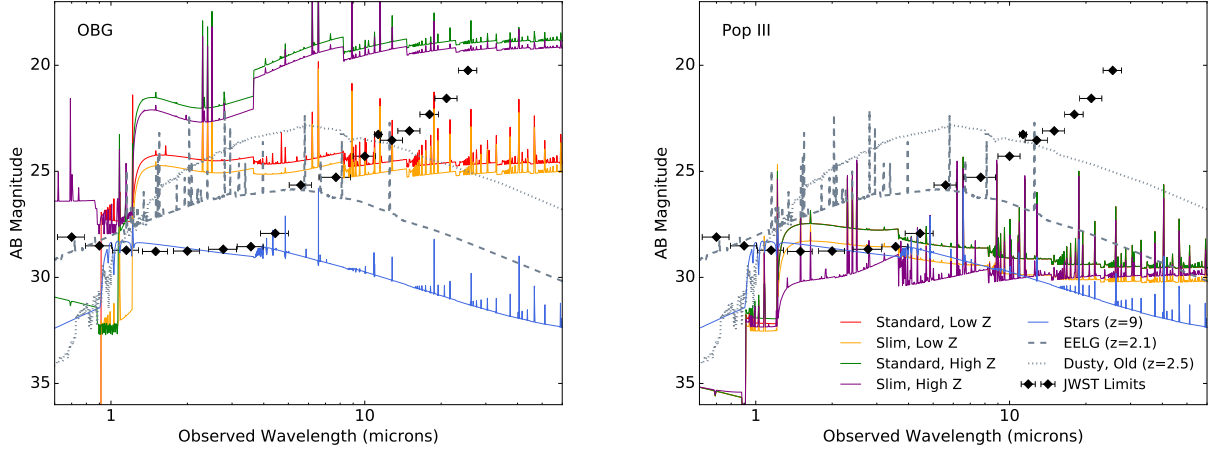 OBG
Pop III
20
25
30
35
AB Magnitude
1
10
Observed Wavelength (microns)
20
25
30
35
AB Magnitude
1
10
Observed Wavelength (microns)
Standard, Low Z
Slim, Low Z
Standard, High Z
Slim, High Z
Stars (z=9)
EELG (z=2.1)
Dusty, Old (z=2.5)
JWST Limits